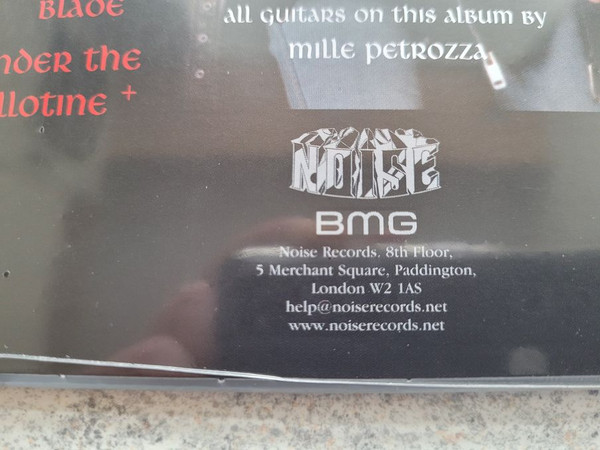 BLADE
nder the
llotine +
all guitars on this album by
mille petrozza
NOISE
BMG
Noise Records, 8th Floor,
5 Merchant Square, Paddington,
London W2 1AS
help@noiserecords.net
www.noiserecords.net